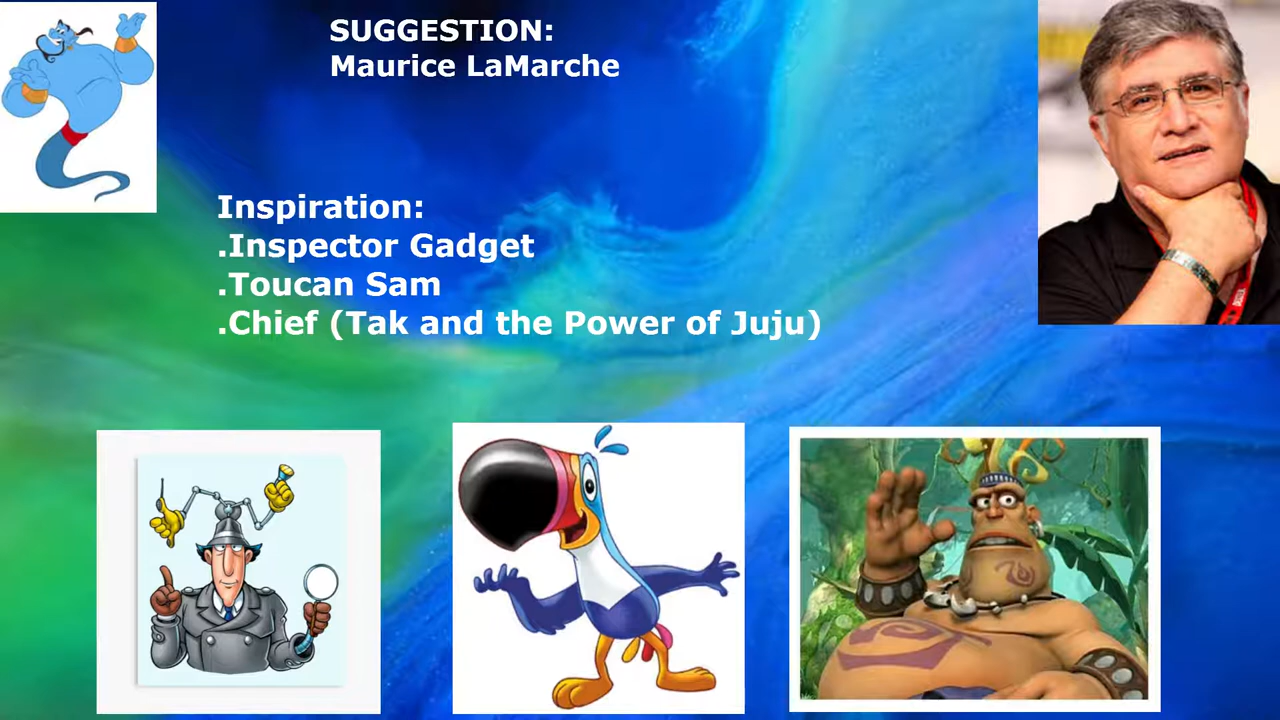 SUGGESTION:
Maurice LaMarche
Inspiration:
.Inspector Gadget
.Toucan Sam
.Chief (Tak and the Power of Juju)